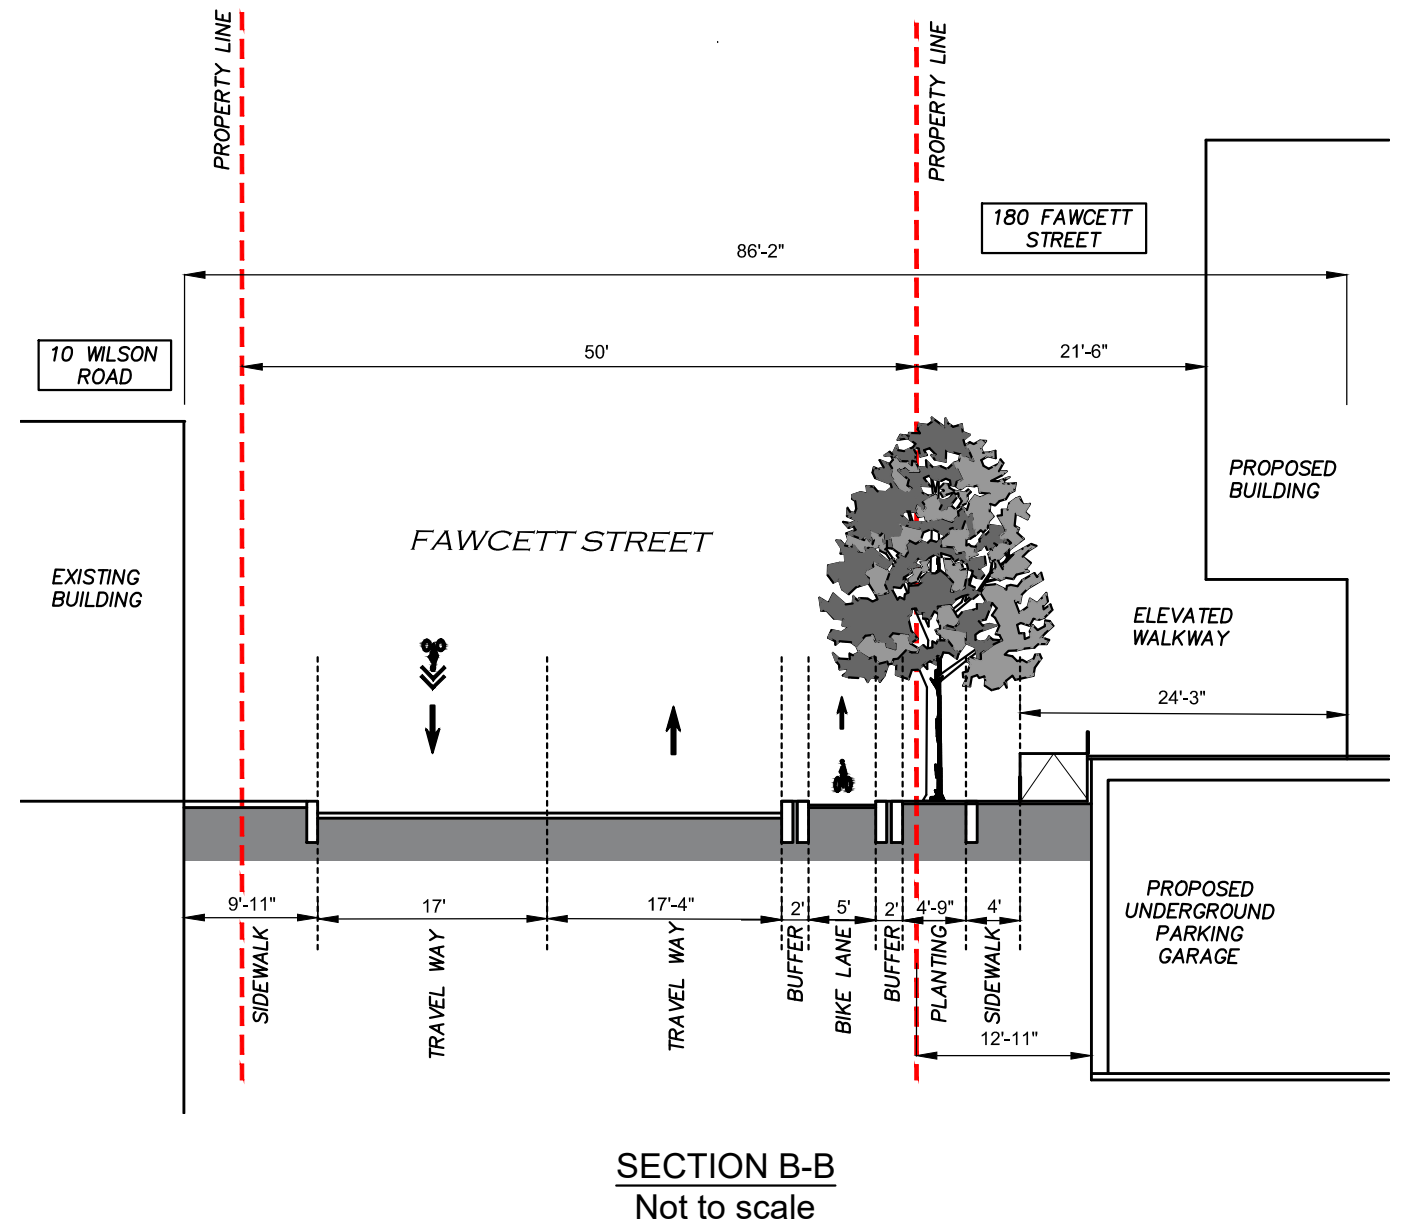 PROPERTY LINE
PROPERTY LINE
180 FAWCETT
STREET
86'-2"
10 WILSON
ROAD
50'
21'-6"
PROPOSED
BUILDING
FAWCETT STREET
EXISTING
BUILDING
ELEVATED
WALKWAY
24'-3"
9'-11"
17'
17'-4"
2'
5'
2'
4'-9"
4'
SIDEWALK
TRAVEL WAY
TRAVEL WAY
BUFFER
BIKE LANE
BUFFER
PLANTING
SIDEWALK
PROPOSED
UNDERGROUND
PARKING
GARAGE
12'-11"
SECTION B-B
Not to scale